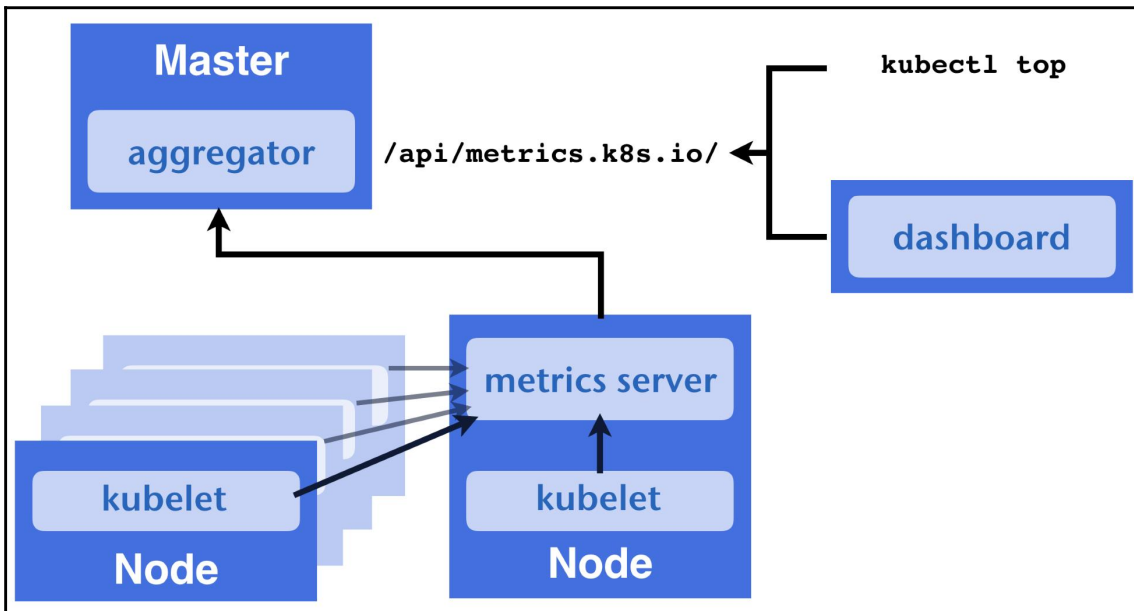 Master
aggregator
/api/metrics.k8s.io/
kubectl top
dashboard
metrics server
kubelet
Node
kubelet
Node